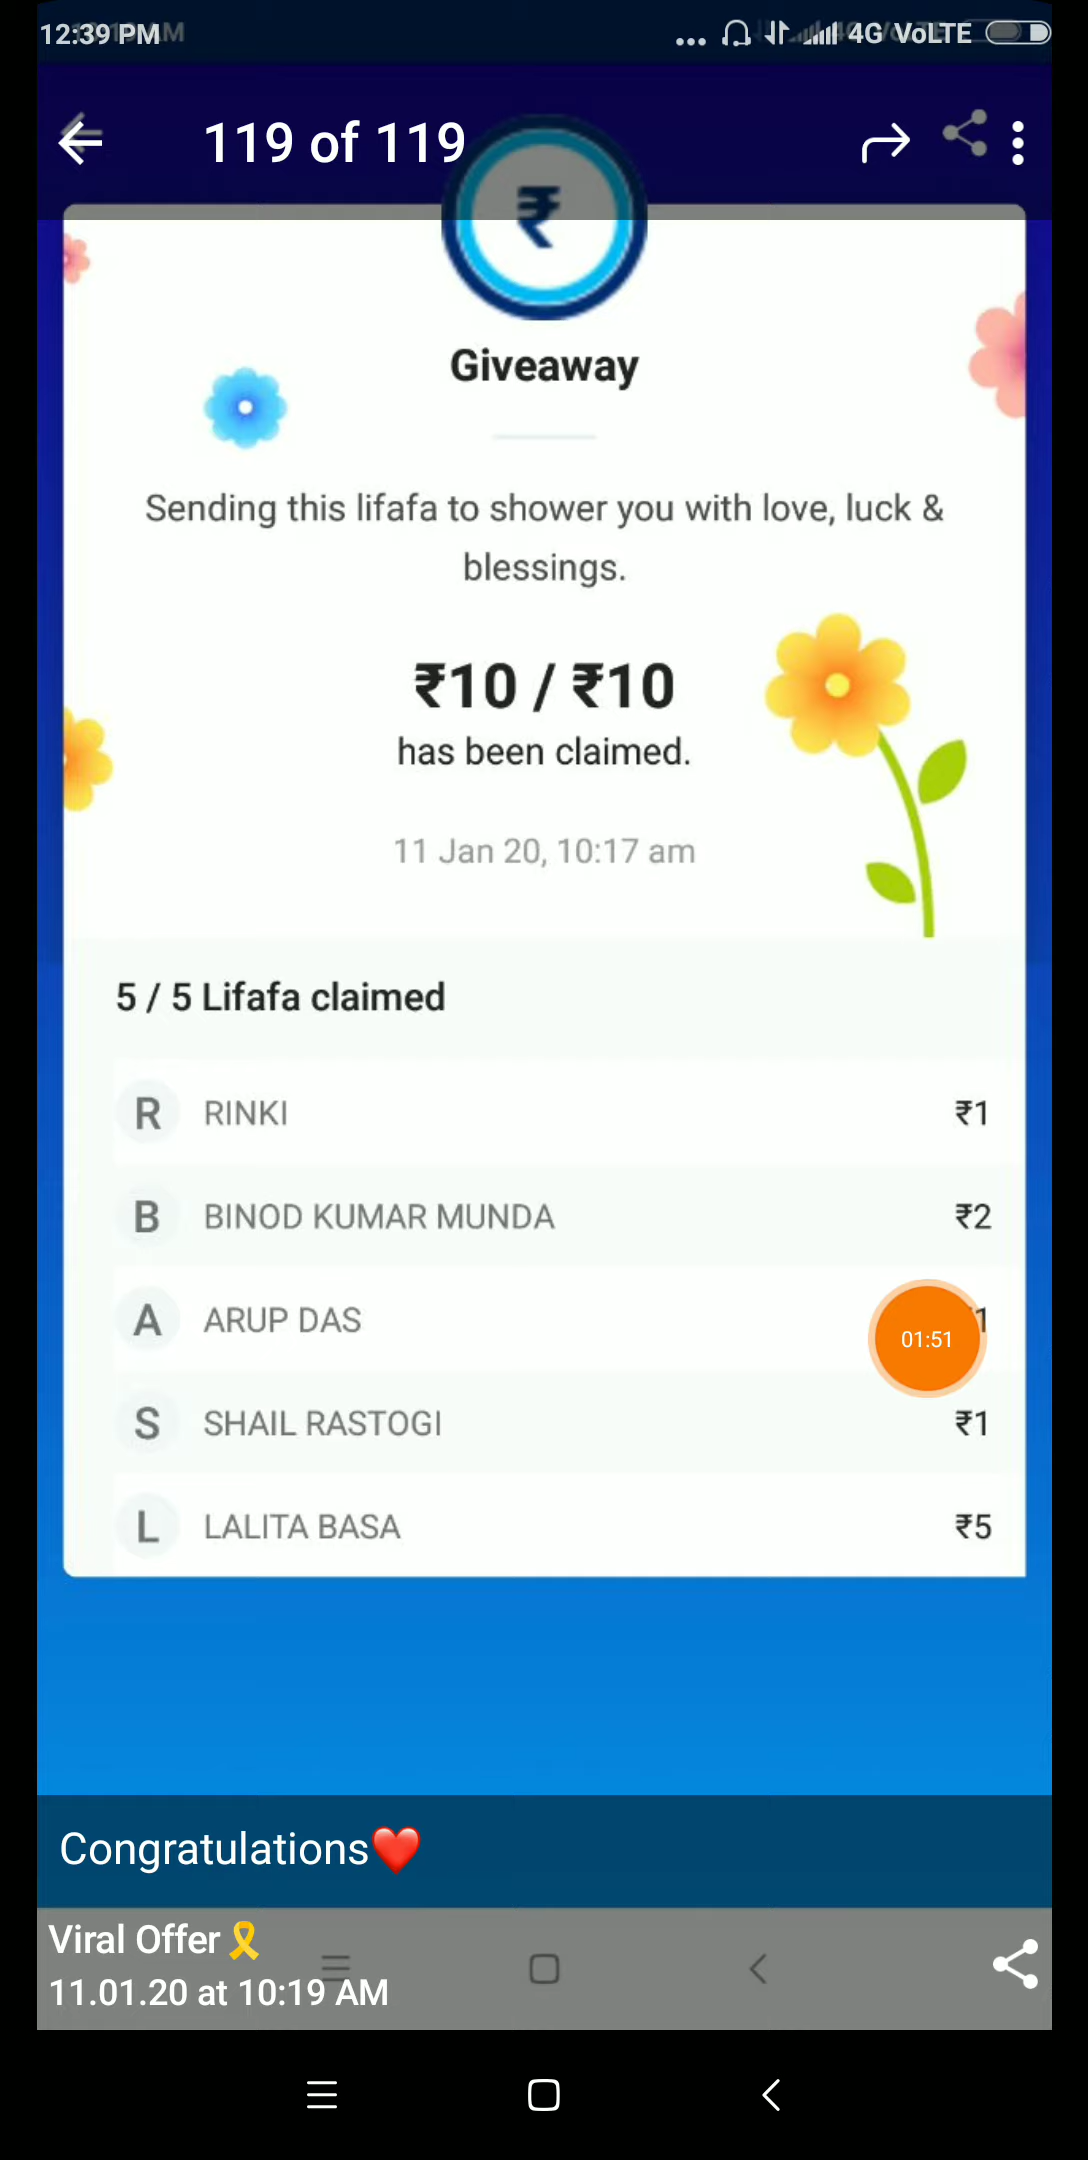 12:39 PM
... 4G VoLTE
119 of 119
₹
Giveaway
Sending this lifafa to shower you with love, luck &
blessings.
₹10 / ₹10
has been claimed.
11 Jan 20, 10:17 am
5 / 5 Lifafa claimed
R RINKI ₹1
B BINOD KUMAR MUNDA ₹2
A ARUP DAS 1
01:51
S SHAIL RASTOGI ₹1
L LALITA BASA ₹5
Congratulations❤️
Viral Offer🎗️
11.01.20 at 10:19 AM